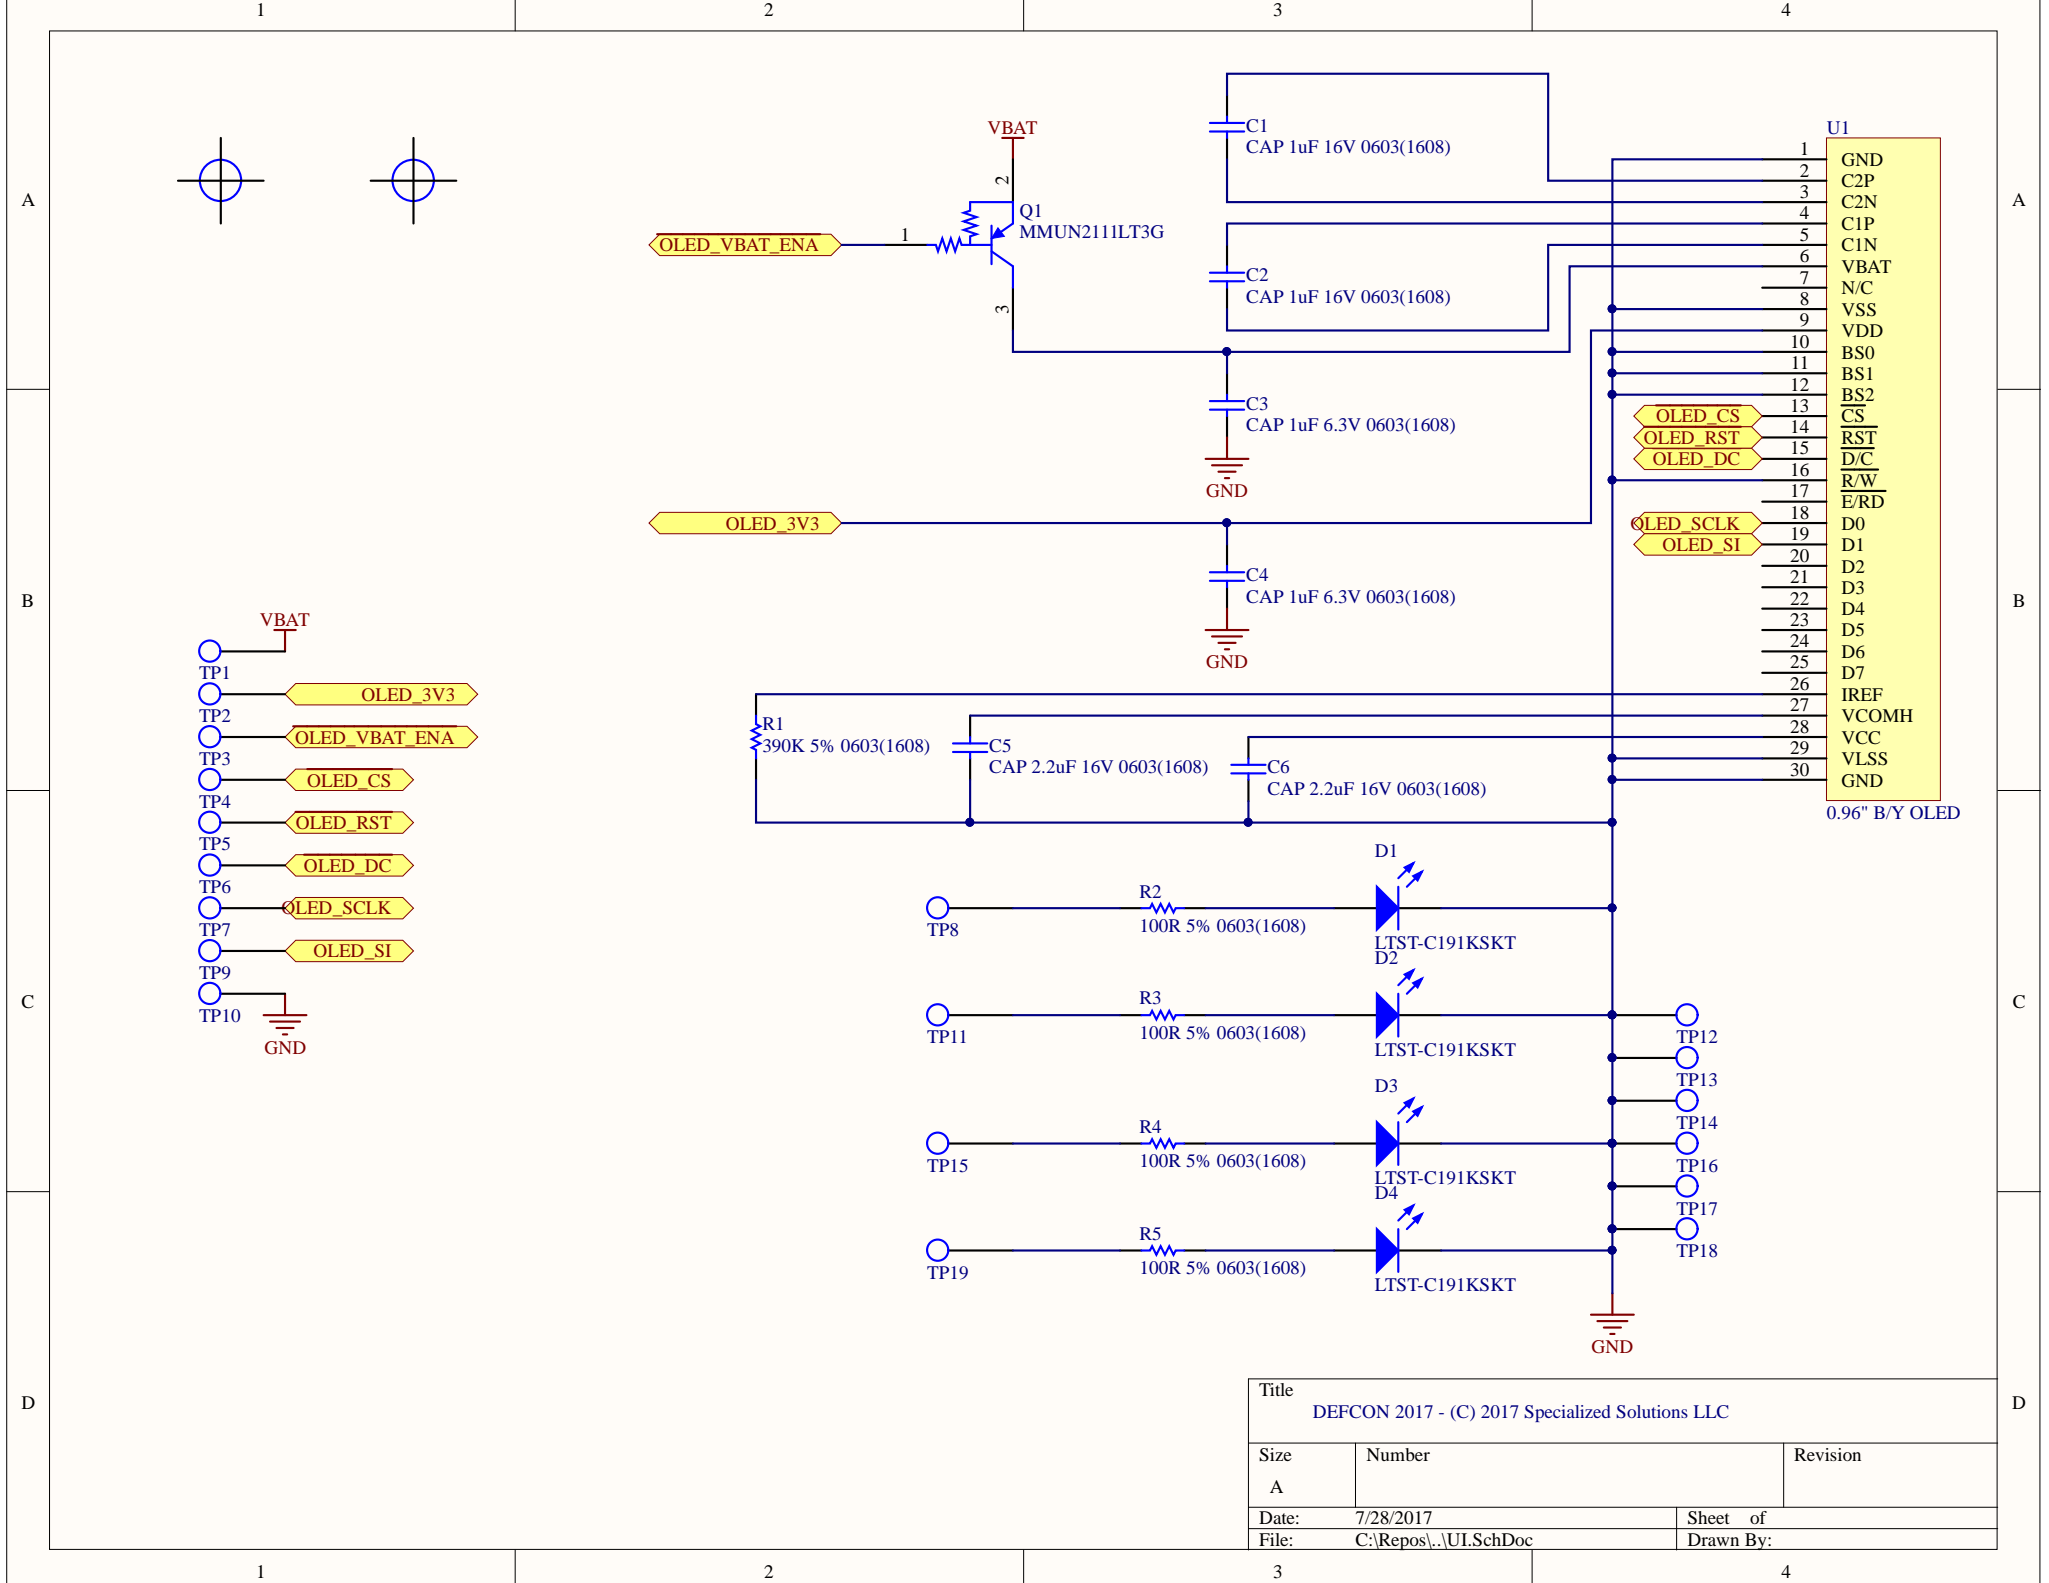 1 2 3 4
A A
B B
C C
D D
1 2 3 4
VBAT
2
Q1
MMUN2111LT3G
1
3
OLED_VBAT_ENA
C1
CAP 1uF 16V 0603(1608)
C2
CAP 1uF 16V 0603(1608)
C3
CAP 1uF 6.3V 0603(1608)
GND
OLED_3V3
C4
CAP 1uF 6.3V 0603(1608)
GND
U1
1 GND
2 C2P
3 C2N
4 C1P
5 C1N
6 VBAT
7 N/C
8 VSS
9 VDD
10 BS0
11 BS1
12 BS2
OLED_CS 13 CS
OLED_RST 14 RST
OLED_DC 15 D/C
16 R/W
17 E/RD
OLED_SCLK 18 D0
OLED_SI 19 D1
20 D2
21 D3
22 D4
23 D5
24 D6
25 D7
26 IREF
27 VCOMH
28 VCC
29 VLSS
30 GND
0.96" B/Y OLED
R1
390K 5% 0603(1608)
C5
CAP 2.2uF 16V 0603(1608)
C6
CAP 2.2uF 16V 0603(1608)
VBAT
TP1
OLED_3V3
TP2
OLED_VBAT_ENA
TP3
OLED_CS
TP4
OLED_RST
TP5
OLED_DC
TP6
OLED_SCLK
TP7
OLED_SI
TP9
TP10
GND
D1
R2
TP8
100R 5% 0603(1608)
LTST-C191KSKT
D2
R3
TP11
100R 5% 0603(1608)
LTST-C191KSKT
D3
R4
TP15
100R 5% 0603(1608)
LTST-C191KSKT
D4
R5
TP19
100R 5% 0603(1608)
LTST-C191KSKT
TP12
TP13
TP14
TP16
TP17
TP18
GND
Title
DEFCON 2017 - (C) 2017 Specialized Solutions LLC
Size Number Revision
A
Date: 7/28/2017 Sheet of
File: C:\Repos\..\UI.SchDoc Drawn By: